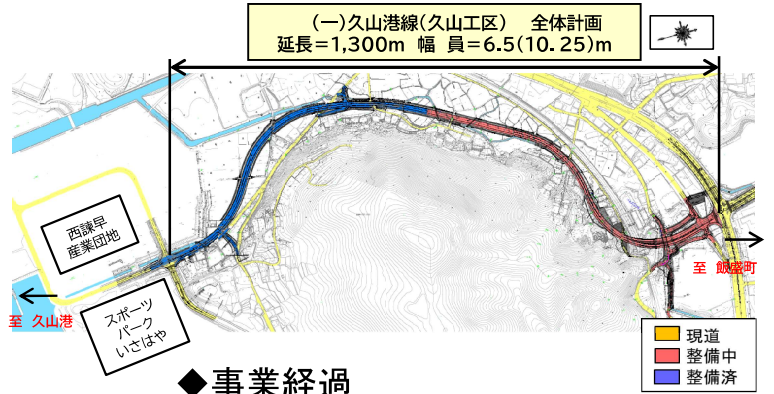 (一)久山港線(久山工区) 全体計画
延長=1,300m 幅 員=6.5(10.25)m
西諫早
産業団地
至 久山港
スポーツ
パーク
いさはや
至 飯盛町
現道
整備中
整備済
◆事業経過